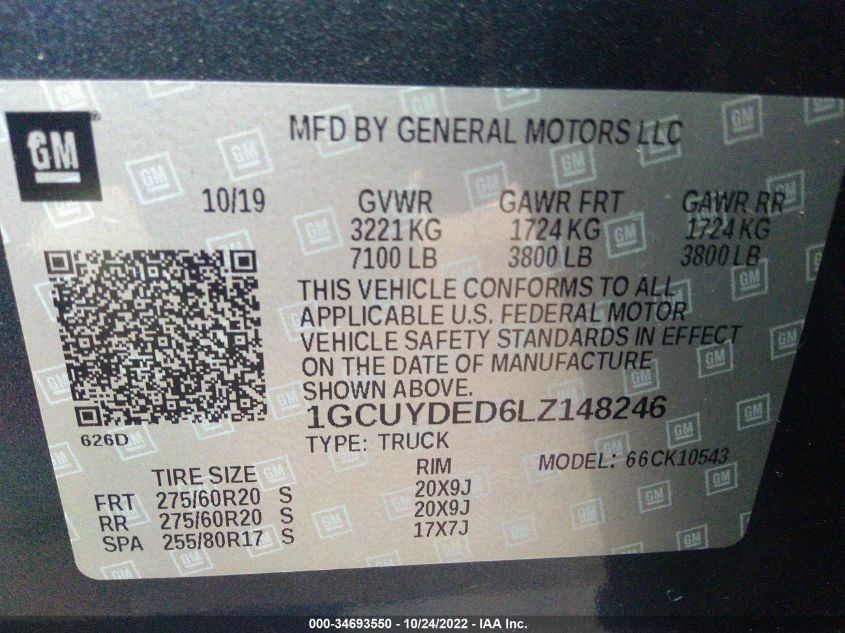 GM
MFD BY GENERAL MOTORS LLC
10/19
GVWR GAWR FRT GAWR RR
3221 KG 1724 KG 1724 KG
7100 LB 3800 LB 3800 LB
THIS VEHICLE CONFORMS TO ALL
APPLICABLE U.S. FEDERAL MOTOR
VEHICLE SAFETY STANDARDS IN EFFECT
ON THE DATE OF MANUFACTURE
SHOWN ABOVE.
1GCUYDED6LZ148246
626D
TYPE: TRUCK
MODEL: 66CK10543
TIRE SIZE RIM
FRT 275/60R20 S 20X9J
RR 275/60R20 S 20X9J
SPA 255/80R17 S 17X7J
000-34693550 - 10/24/2022 - IAA Inc.